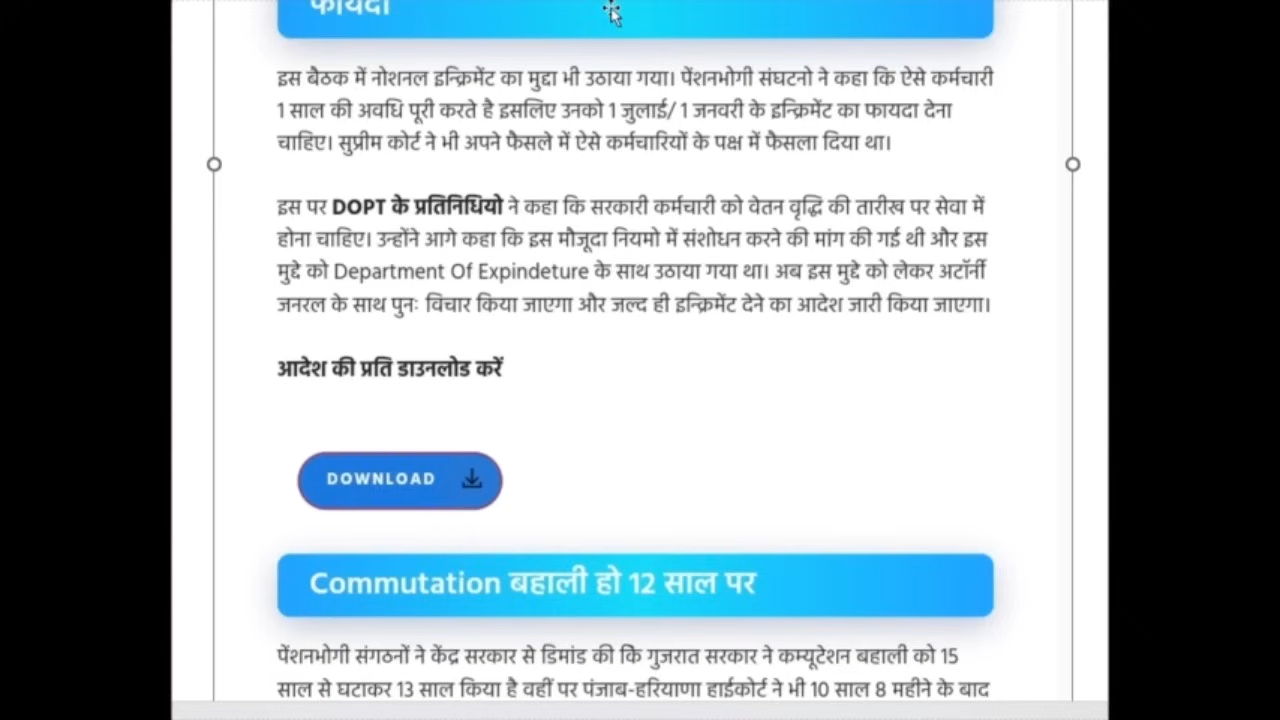 फायदा
इस बैठक में नोशनल इन्क्रिमेंट का मुद्दा भी उठाया गया। पेंशनभोगी संघटनो ने कहा कि ऐसे कर्मचारी
1 साल की अवधि पूरी करते है इसलिए उनको 1 जुलाई/ 1 जनवरी के इन्क्रिमेंट का फायदा देना
चाहिए। सुप्रीम कोर्ट ने भी अपने फैसले में ऐसे कर्मचारियों के पक्ष में फैसला दिया था।
इस पर DOPT के प्रतिनिधियो ने कहा कि सरकारी कर्मचारी को वेतन वृद्धि की तारीख पर सेवा में
होना चाहिए। उन्होंने आगे कहा कि इस मौजूदा नियमो में संशोधन करने की मांग की गई थी और इस
मुद्दे को Department Of Expindeture के साथ उठाया गया था। अब इस मुद्दे को लेकर अटॉर्नी
जनरल के साथ पुनः विचार किया जाएगा और जल्द ही इन्क्रिमेंट देने का आदेश जारी किया जाएगा।
आदेश की प्रति डाउनलोड करें
DOWNLOAD
Commutation बहाली हो 12 साल पर
पेंशनभोगी संगठनों ने केंद्र सरकार से डिमांड की कि गुजरात सरकार ने कम्यूटेशन बहाली को 15
साल से घटाकर 13 साल किया है वहीं पर पंजाब-हरियाणा हाईकोर्ट ने भी 10 साल 8 महीने के बाद